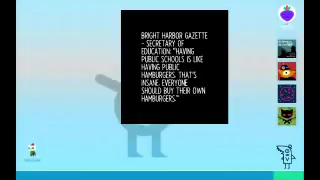 BRIGHT HARBOR GAZETTE
- SECRETARY OF
EDUCATION: "HAVING
PUBLIC SCHOOLS IS LIKE
HAVING PUBLIC
HAMBURGERS. THAT'S
INSANE. EVERYONE
SHOULD BUY THEIR OWN
HAMBURGERS."